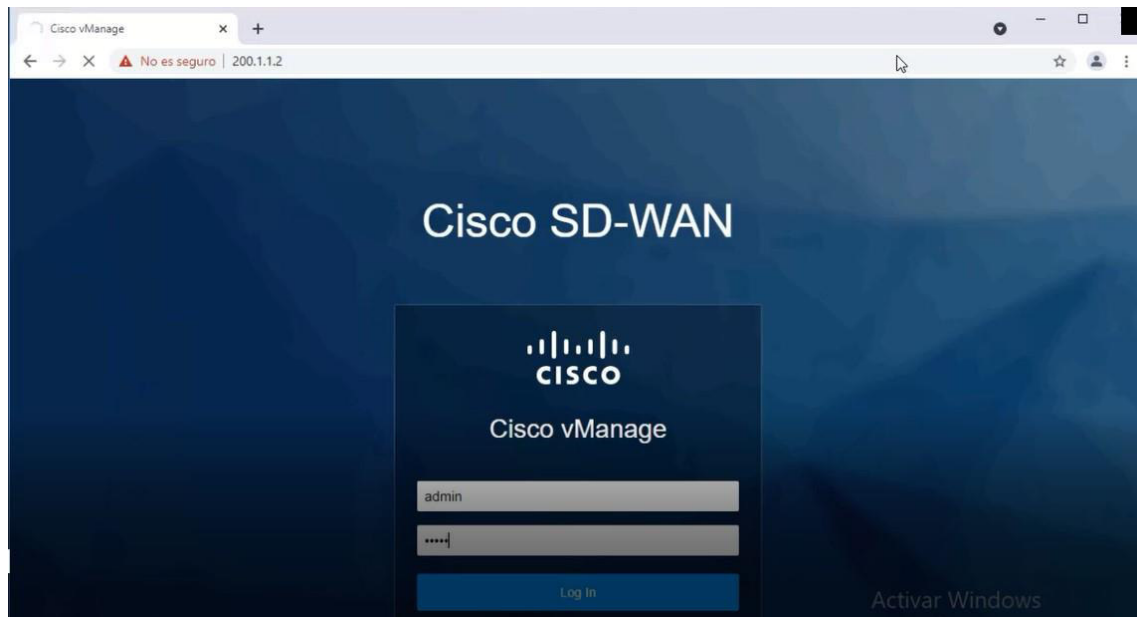 Cisco vManage
No es seguro | 200.1.1.2
Cisco SD-WAN
CISCO
Cisco vManage
admin
•••••
Log In
Activar Windows